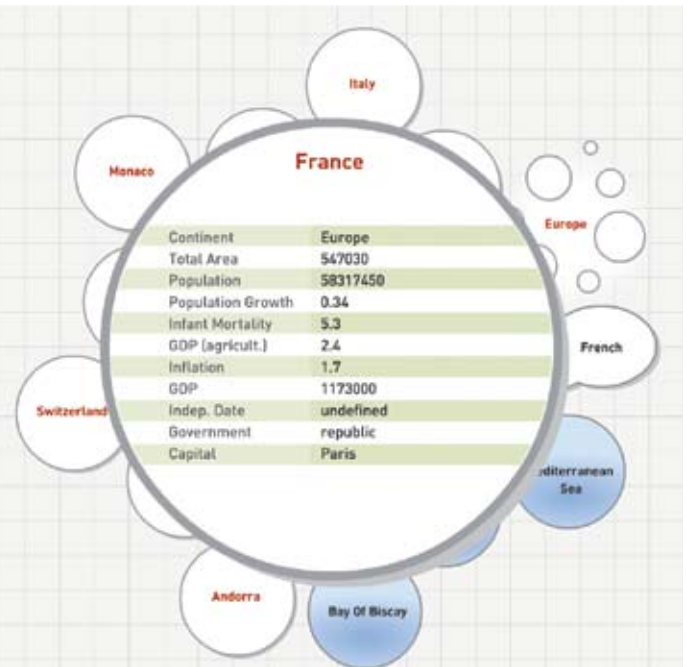 Italy
Monaco
France
Europe
Continent Europe
Total Area 547030
Population 58317450
Population Growth 0.34
Infant Mortality 5.3
GDP (agricult.) 2.4
Inflation 1.7
GDP 1173000
Indep. Date undefined
Government republic
Capital Paris
French
Switzerland
editerranean
Sea
Andorra
Bay Of Biscay